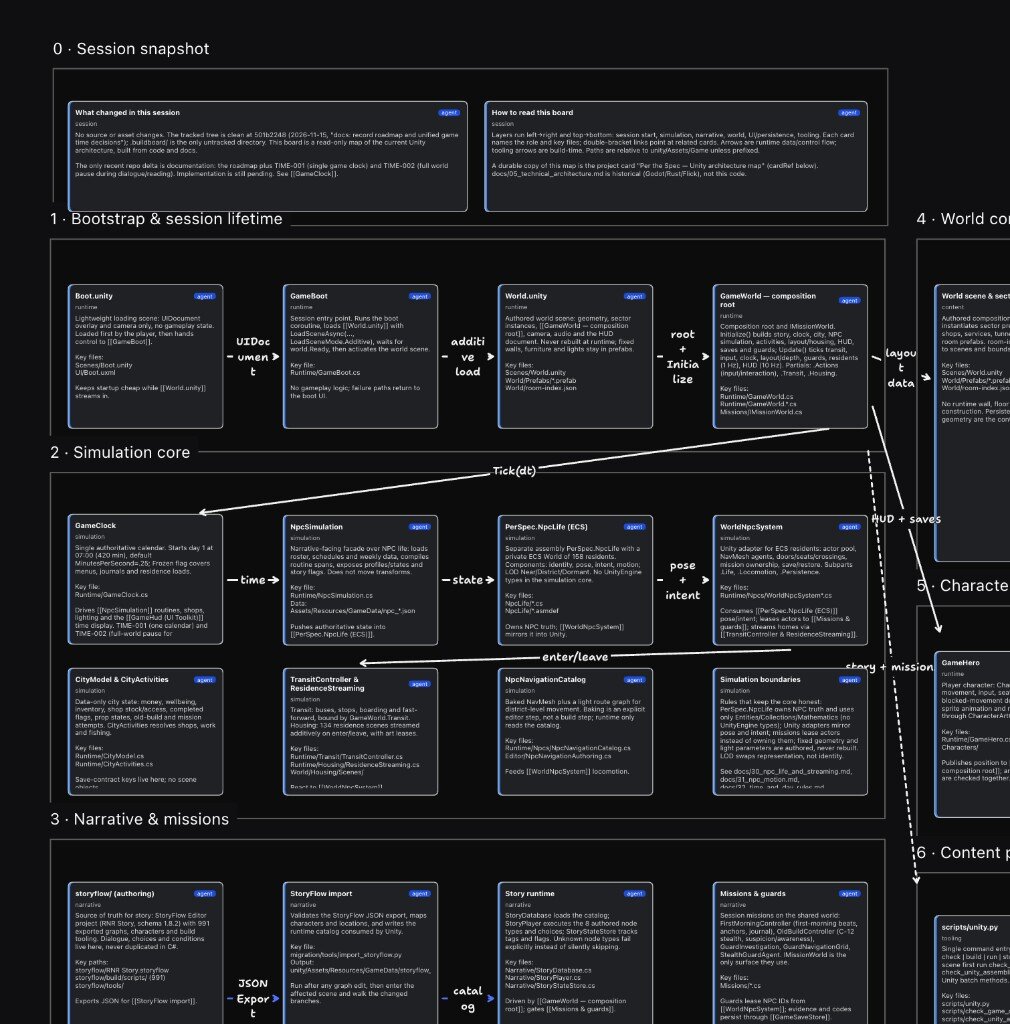 0 · Session snapshot
What changed in this session
agent
session
No source or asset changes. The tracked tree is clean at 501b2248 (2026-11-15, "docs: record roadmap and unified game
time decisions"); .buildboard/ is the only untracked directory. This board is a read-only map of the current Unity
architecture, built from code and docs.
The only recent repo delta is documentation: the roadmap plus TIME-001 (single game clock) and TIME-002 (full world
pause during dialogue/reading). Implementation is still pending. See [[GameClock]].
How to read this board
agent
session
Layers run left→right and top→bottom: session start, simulation, narrative, world, UI/persistence, tooling. Each card
names the role and key files; double-bracket links point at related cards. Arrows are runtime data/control flow;
tooling arrows are build-time. Paths are relative to unity/Assets/Game unless prefixed.
A durable copy of this map is the project card "Per the Spec — Unity architecture map" (cardRef below).
docs/05_technical_architecture.md is historical (Godot/Rust/Flick), not this code.
1 · Bootstrap & session lifetime
Boot.unity
agent
runtime
Lightweight loading scene: UIDocument
overlay and camera only, no gameplay state.
Loaded first by the player, then hands
control to [[GameBoot]].
Key files:
Scenes/Boot.unity
UI/Boot.uxml
Keeps startup cheap while [[World.unity]]
streams in.
UIDoc
umen
t
GameBoot
agent
runtime
Session entry point. Runs the boot
coroutine, loads [[World.unity]] with
LoadSceneAsync(...,
LoadSceneMode.Additive), waits for
world.Ready, then activates the world scene.
Key file:
Runtime/GameBoot.cs
No gameplay logic; failure paths return to
the boot UI.
additi
ve
load
World.unity
agent
runtime
Authored world scene: geometry, sector
instances, [[GameWorld — composition
root]], camera, audio and the HUD
document. Never rebuilt at runtime; fixed
walls, furniture and lights stay in prefabs.
Key files:
Scenes/World.unity
World/Prefabs/*.prefab
World/room-index.json
root
+
Initia
lize
GameWorld — composition
root
agent
runtime
Composition root and IMissionWorld.
Initialize() builds story, clock, city, NPC
simulation, activities, layout/housing, HUD,
saves and guards; Update() ticks transit,
input, clock, layout/depth, guards, residents
(1 Hz), HUD (10 Hz). Partials: .Actions
(input/interaction), .Transit, .Housing.
Key files:
Runtime/GameWorld.cs
Runtime/GameWorld.*.cs
Missions/IMissionWorld.cs
layou
t
data
4 · World co
World scene & sect
content
Authored compositio
instantiates sector pr
shops, services, tunne
room prefabs. room-in
to scenes and bounds
Key files:
Scenes/World.unity
World/Prefabs/*.pref
World/room-index.jso
No runtime wall, floor
construction. Persiste
geometry are the con
2 · Simulation core
Tick(dt)
HUD + saves
GameClock
agent
simulation
Single authoritative calendar. Starts day 1 at
07:00 (420 min), default
MinutesPerSecond=.25; Frozen flag covers
menus, journals and residence loads.
Key file:
Runtime/GameClock.cs
Drives [[NpcSimulation]] routines, shops,
lighting and the [[GameHud (UI Toolkit)]]
time display. TIME-001 (one calendar) and
TIME-002 (full-world pause for
time
NpcSimulation
agent
simulation
Narrative-facing facade over NPC life: loads
roster, schedules and weekly data, compiles
routine spans, exposes profiles/states and
story flags. Does not move transforms.
Key file:
Runtime/NpcSimulation.cs
Data:
Assets/Resources/GameData/npc_*.json
Pushes authoritative state into
[[PerSpec.NpcLife (ECS)]].
state
PerSpec.NpcLife (ECS)
agent
simulation
Separate assembly PerSpec.NpcLife with a
private ECS World of 168 residents.
Components: identity, pose, intent, motion;
LOD Near/District/Dormant. No UnityEngine
types in the simulation core.
Key files:
NpcLife/*.cs
NpcLife/*.asmdef
Owns NPC truth; [[WorldNpcSystem]]
mirrors it into Unity.
pose
+
intent
WorldNpcSystem
agent
simulation
Unity adapter for ECS residents: actor pool,
NavMesh agents, doors/seats/crossings,
mission ownership, save/restore. Subparts
.Life, .Locomotion, .Persistence.
Key files:
Runtime/Npcs/WorldNpcSystem*.cs
Consumes [[PerSpec.NpcLife (ECS)]]
pose/intent; leases actors to [[Missions &
guards]]; streams homes via
[[TransitController & ResidenceStreaming]].
5 · Characte
enter/leave
story + mission
CityModel & CityActivities
agent
simulation
Data-only city state: money, wellbeing,
inventory, shop stock/access, completed
flags, prop states, old-build and mission
attempts. CityActivities resolves shops, work
and fishing.
Key files:
Runtime/CityModel.cs
Runtime/CityActivities.cs
Save-contract keys live here; no scene
objects.
TransitController &
ResidenceStreaming
agent
simulation
Transit: buses, stops, boarding and fast-
forward, bound by GameWorld.Transit.
Housing: 134 residence scenes streamed
additively on enter/leave, with art leases.
Key files:
Runtime/Transit/TransitController.cs
Runtime/Housing/ResidenceStreaming.cs
World/Housing/Scenes/
React to [[WorldNpcSystem]]
NpcNavigationCatalog
agent
simulation
Baked NavMesh plus a light route graph for
district-level movement. Baking is an explicit
editor step, not a build step; runtime only
reads the catalog.
Key files:
Runtime/Npcs/NpcNavigationCatalog.cs
Editor/NpcNavigationAuthoring.cs
Feeds [[WorldNpcSystem]] locomotion.
Simulation boundaries
agent
simulation
Rules that keep the core honest:
PerSpec.NpcLife owns NPC truth and uses
only Entities/Collections/Mathematics (no
UnityEngine types); Unity adapters mirror
pose and intent; missions lease actors
instead of owning them; fixed geometry and
light parameters are authored, never rebuilt.
LOD swaps representation, not identity.
See docs/30_npc_life_and_streaming.md,
docs/31_npc_motion.md,
docs/32_time_and_day_rules.md
GameHero
runtime
Player character: Cha
movement, input, seat
blocked-movement d
sprite animation and
through CharacterArt
Key files:
Runtime/GameHero.c
Characters/
Publishes position to
composition root]]; ar
are checked together.
3 · Narrative & missions
storyflow/ (authoring)
agent
narrative
Source of truth for story: StoryFlow Editor
project (RNR Story, schema 1.8.2) with 991
exported graphs, characters and build
tooling. Dialogue, choices and conditions
live here, never duplicated in C#.
Key paths:
storyflow/RNR Story.storyflow
storyflow/build/scripts/ (991)
storyflow/tools/
Exports JSON for [[StoryFlow import]].
JSON
Expor
t
StoryFlow import
agent
narrative
Validates the StoryFlow JSON export, maps
characters and locations, and writes the
runtime catalog consumed by Unity.
Key file:
migration/tools/import_storyflow.py
Output:
unity/Assets/Resources/GameData/storyflow,
Run after any graph edit, then enter the
affected scene and walk the changed
branches.
catal
og
Story runtime
agent
narrative
StoryDatabase loads the catalog;
StoryPlayer executes the 8 authored node
types and choices; StoryStateStore tracks
tags and flags. Unknown node types fail
explicitly instead of silently skipping.
Key files:
Narrative/StoryDatabase.cs
Narrative/StoryPlayer.cs
Narrative/StoryStateStore.cs
Driven by [[GameWorld — composition
root]]; gates [[Missions & guards]].
Missions & guards
agent
narrative
Session missions on the shared world:
FirstMorningController (first-morning beats,
anchors, journal), OldBuildController (C-12
stealth, suspicion/awareness),
GuardInvestigation, GuardNavigationGrid,
StealthGuardAgent. IMissionWorld is the
only surface they use.
Key files:
Missions/*.cs
Guards lease NPC IDs from
[[WorldNpcSystem]]; evidence and codes
persist through [[GameSaveStore]].
6 · Content p
scripts/unity.py
tooling
Single command entr
check | build | run | st
scene first run check_
check_unity_assembli
Unity batch methods.
Key files:
scripts/unity.py
scripts/check_game_
scripts/check_unity_a